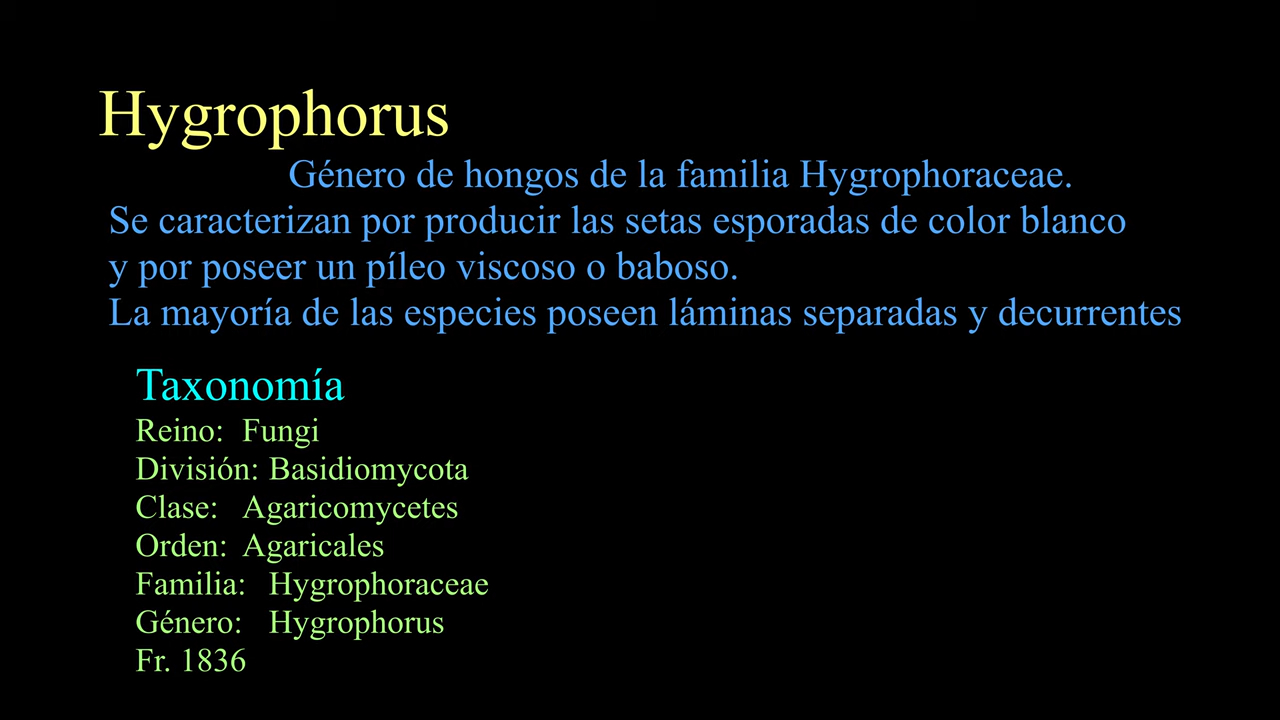 Hygrophorus
Género de hongos de la familia Hygrophoraceae.
Se caracterizan por producir las setas esporadas de color blanco
y por poseer un píleo viscoso o baboso.
La mayoría de las especies poseen láminas separadas y decurrentes
Taxonomía
Reino: Fungi
División: Basidiomycota
Clase: Agaricomycetes
Orden: Agaricales
Familia: Hygrophoraceae
Género: Hygrophorus
Fr. 1836